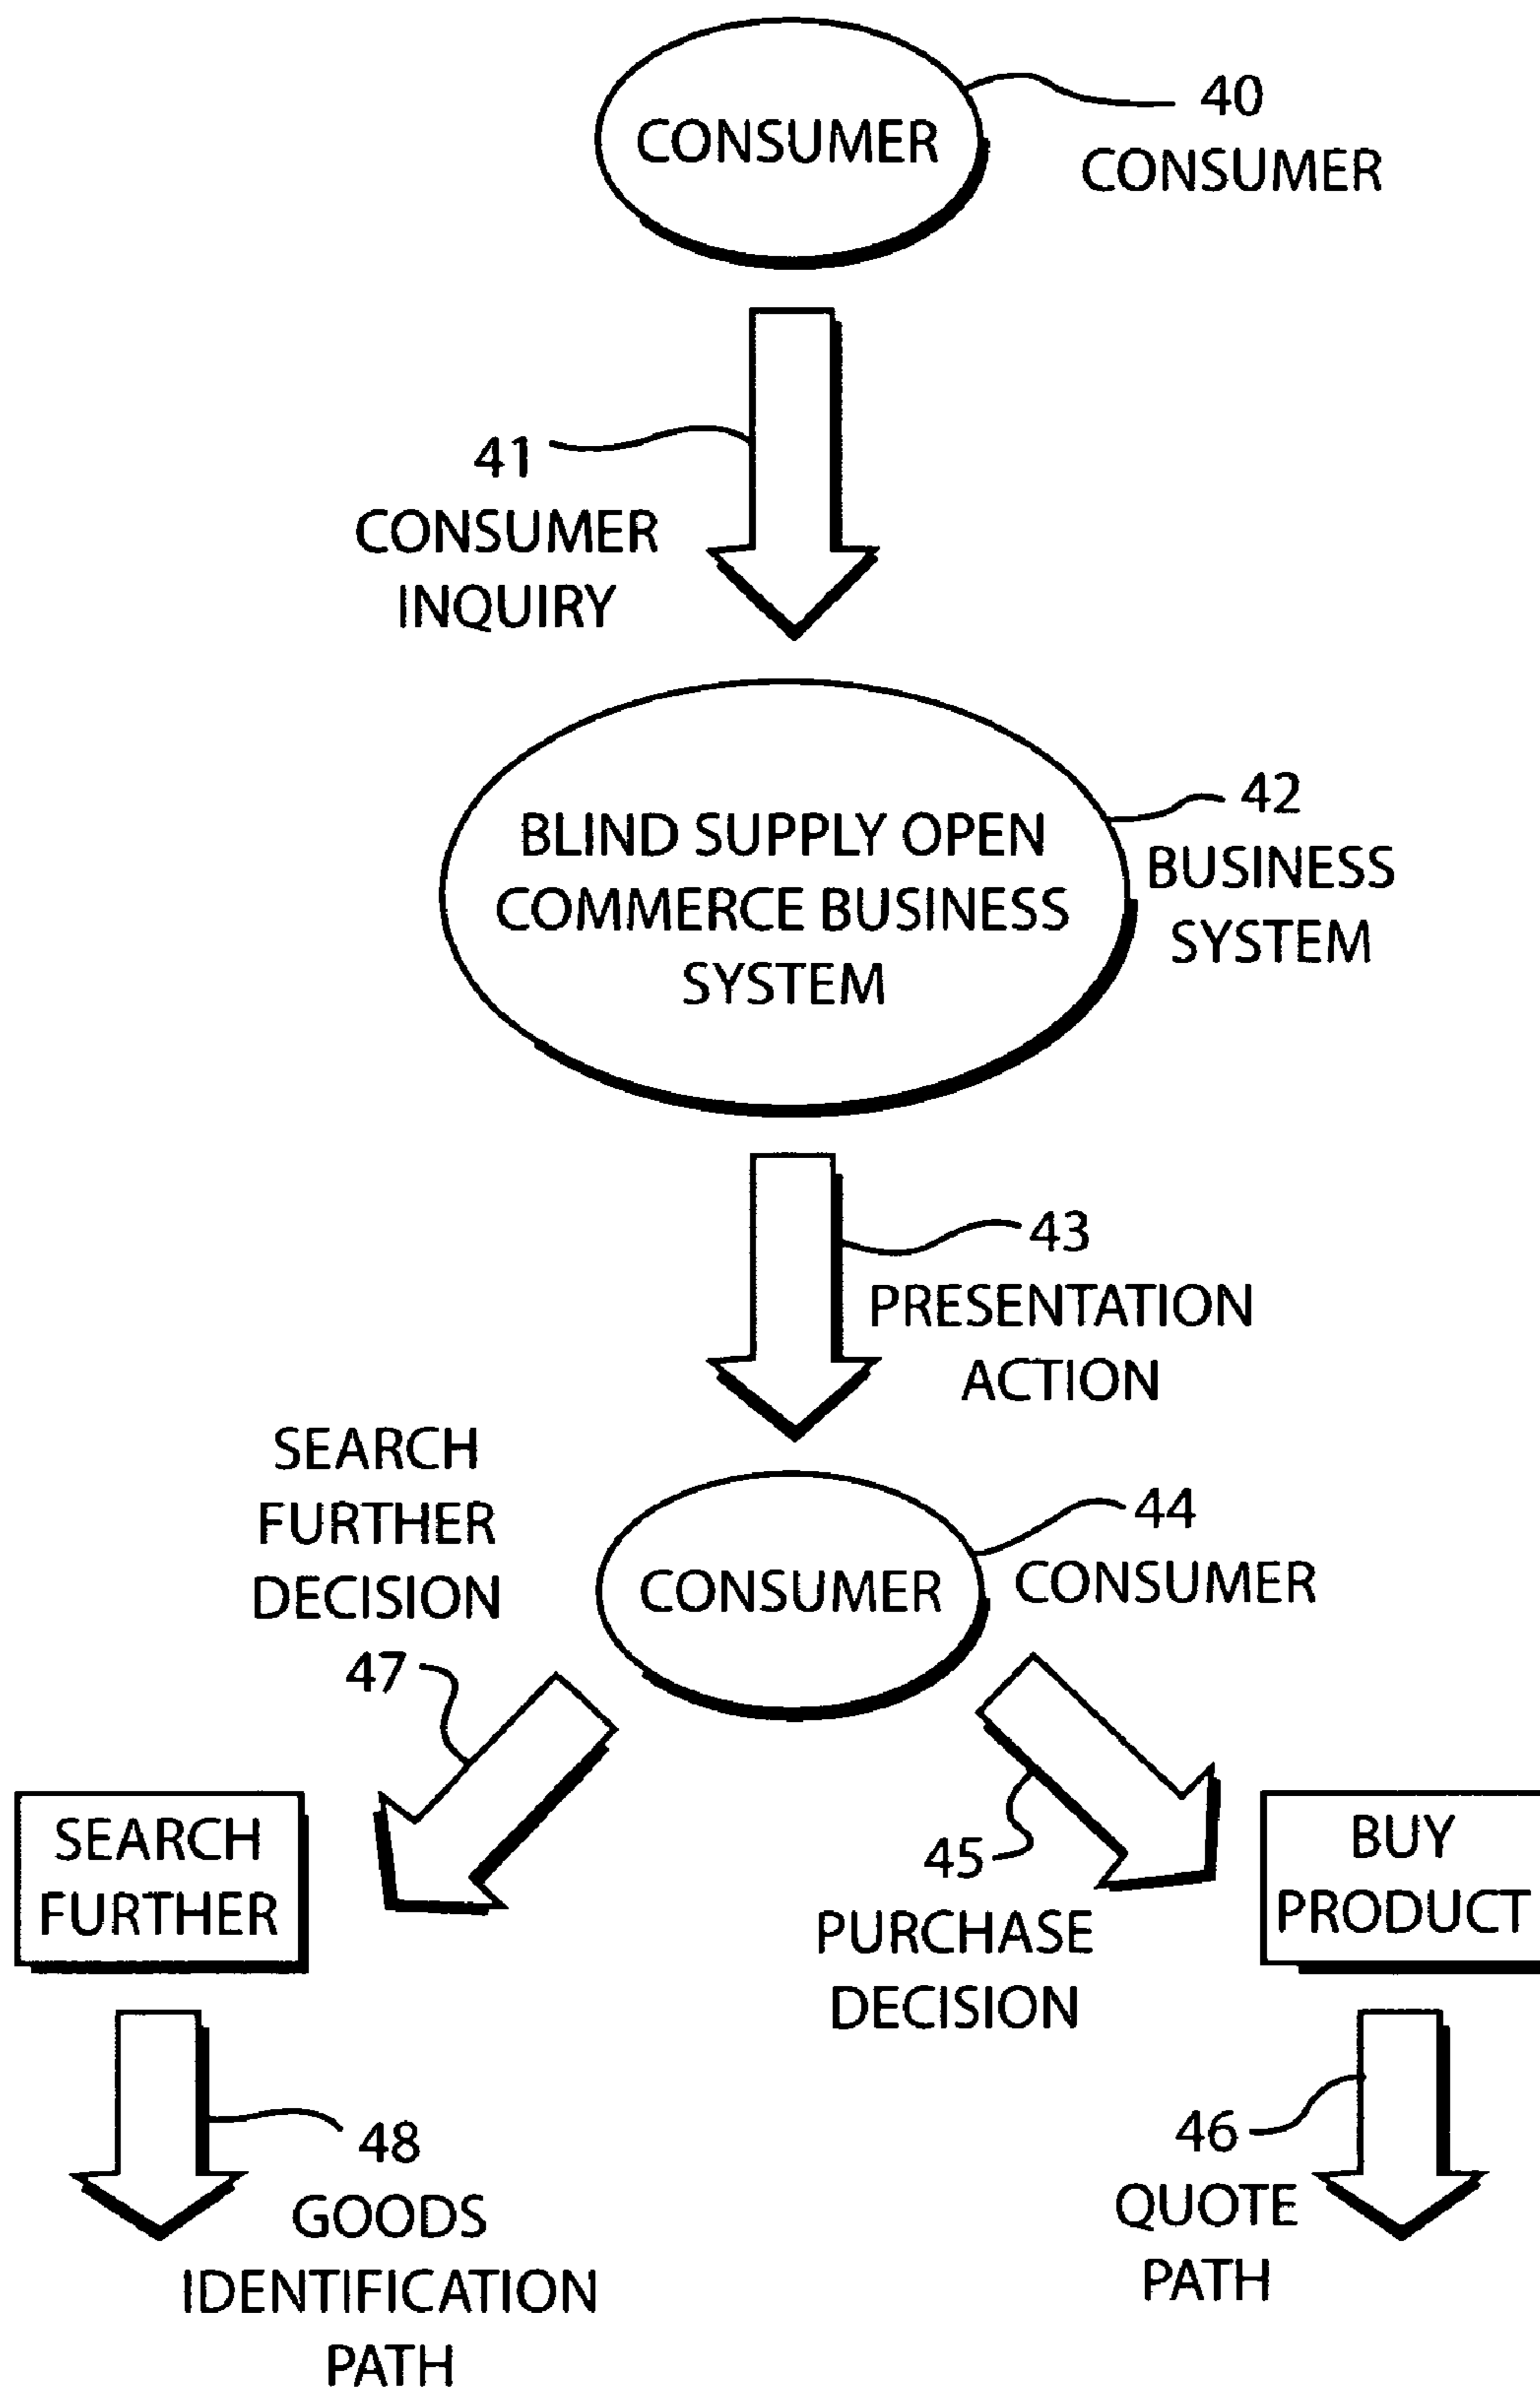 CONSUMER
40
CONSUMER
41
CONSUMER
INQUIRY
BLIND SUPPLY OPEN
COMMERCE BUSINESS
SYSTEM
42
BUSINESS
SYSTEM
43
PRESENTATION
ACTION
SEARCH
FURTHER
DECISION
47
CONSUMER
44
CONSUMER
SEARCH
FURTHER
45
PURCHASE
DECISION
BUY
PRODUCT
48
GOODS
IDENTIFICATION
PATH
46
QUOTE
PATH